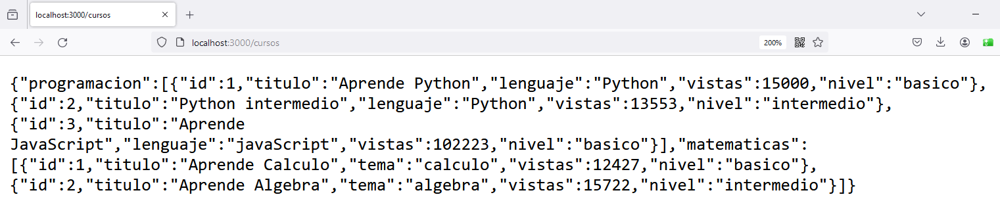 localhost:3000/cursos
localhost:3000/cursos
200%
{"programacion":[{"id":1,"titulo":"Aprende Python","lenguaje":"Python","vistas":15000,"nivel":"basico"},
{"id":2,"titulo":"Python intermedio","lenguaje":"Python","vistas":13553,"nivel":"intermedio"},
{"id":3,"titulo":"Aprende
JavaScript","lenguaje":"javaScript","vistas":102223,"nivel":"basico"}],"matematicas":
[{"id":1,"titulo":"Aprende Calculo","tema":"calculo","vistas":12427,"nivel":"basico"},
{"id":2,"titulo":"Aprende Algebra","tema":"algebra","vistas":15722,"nivel":"intermedio"}]}